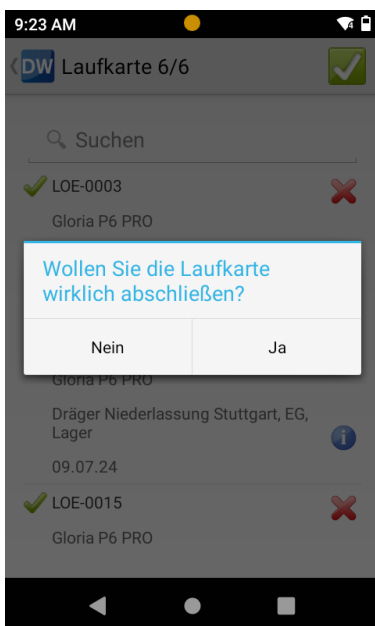 9:23 AM
DW Laufkarte 6/6
Suchen
LOE-0003
Gloria P6 PRO
Wollen Sie die Laufkarte
wirklich abschließen?
Nein Ja
Gloria P6 PRO
Dräger Niederlassung Stuttgart, EG,
Lager
09.07.24
LOE-0015
Gloria P6 PRO